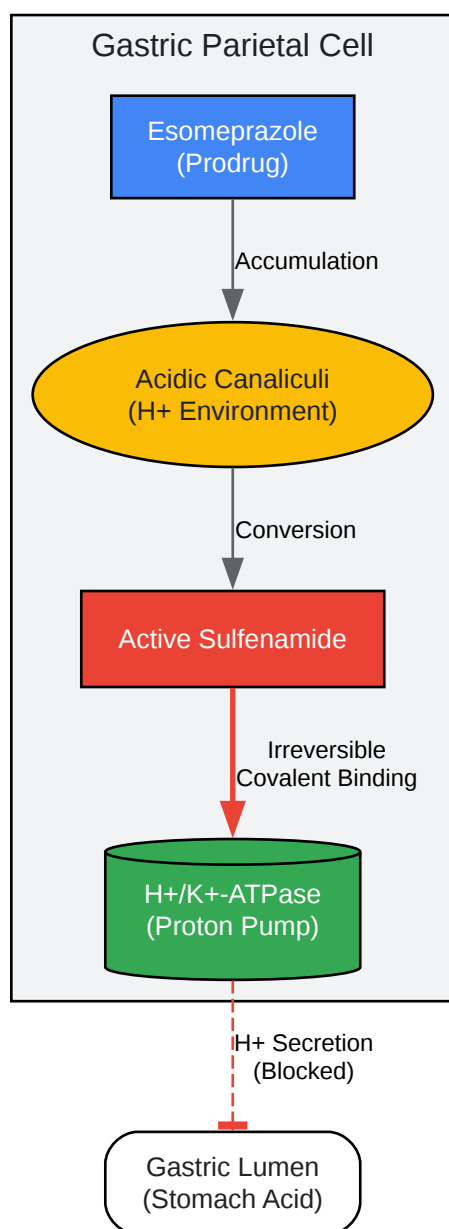 Gastric Parietal Cell
Esomeprazole
(Prodrug)
Accumulation
Acidic Canaliculi
(H+ Environment)
Conversion
Active Sulfenamide
Irreversible
Covalent Binding
H+/K+-ATPase
(Proton Pump)
H+ Secretion
(Blocked)
Gastric Lumen
(Stomach Acid)